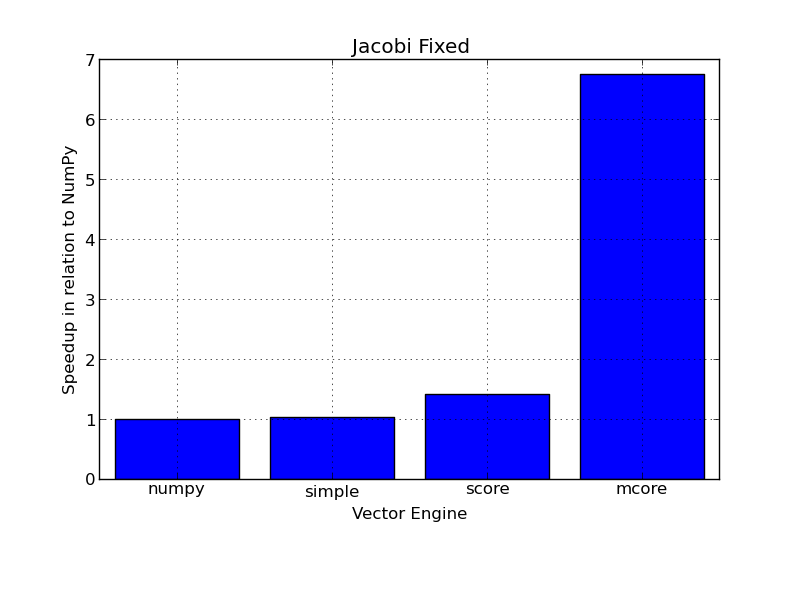 Jacobi Fixed
7
6
5
4
3
2
1
0
Speedup in relation to NumPy
numpy simple score mcore
Vector Engine